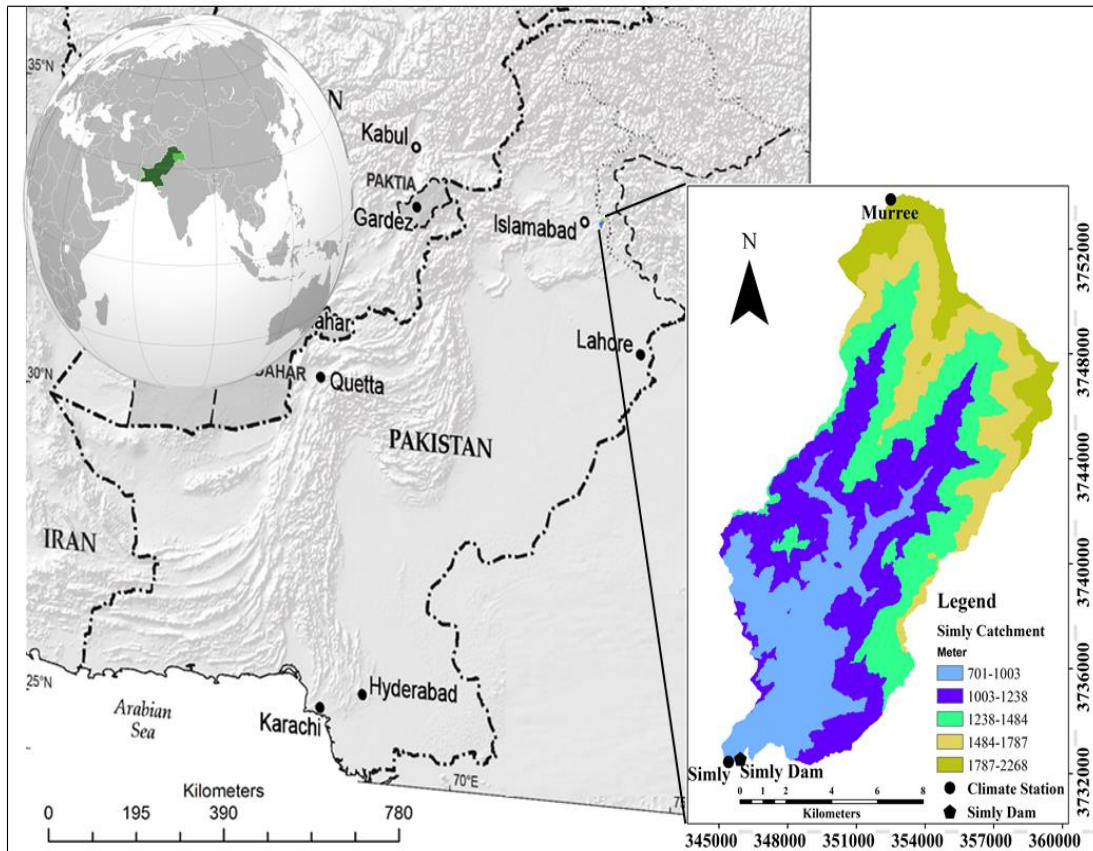 35°N
N
Kabul
PAKTIA
Gardez
Islamabad
Lahore
ahar
30°N
DAHAR
Quetta
PAKISTAN
IRAN
25°N
Hyderabad
Karachi
Arabian
Sea
70°E
75
Kilometers
0 195 390 780
Murree
N
3752000
3748000
3744000
3740000
3736000
3732000
Legend
Simly Catchment
Meter
701-1003
1003-1238
1238-1484
1484-1787
1787-2268
Climate Station
Simly Dam
Simly
Simly Dam
0 1 2 4 6 8
Kilometers
345000 348000 351000 354000 357000 360000